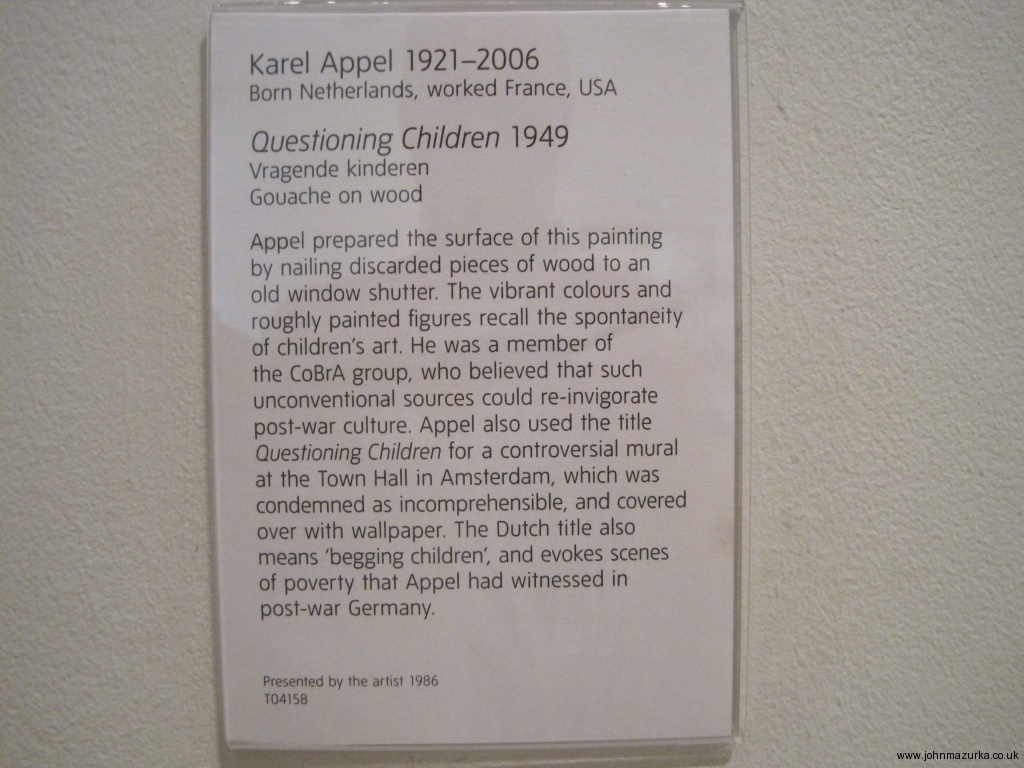 Karel Appel 1921–2006
Born Netherlands, worked France, USA
Questioning Children 1949
Vragende kinderen
Gouache on wood
Appel prepared the surface of this painting
by nailing discarded pieces of wood to an
old window shutter. The vibrant colours and
roughly painted figures recall the spontaneity
of children's art. He was a member of
the CoBrA group, who believed that such
unconventional sources could re-invigorate
post-war culture. Appel also used the title
Questioning Children for a controversial mural
at the Town Hall in Amsterdam, which was
condemned as incomprehensible, and covered
over with wallpaper. The Dutch title also
means 'begging children', and evokes scenes
of poverty that Appel had witnessed in
post-war Germany.
Presented by the artist 1986
T04158
www.johnmazurka.co.uk